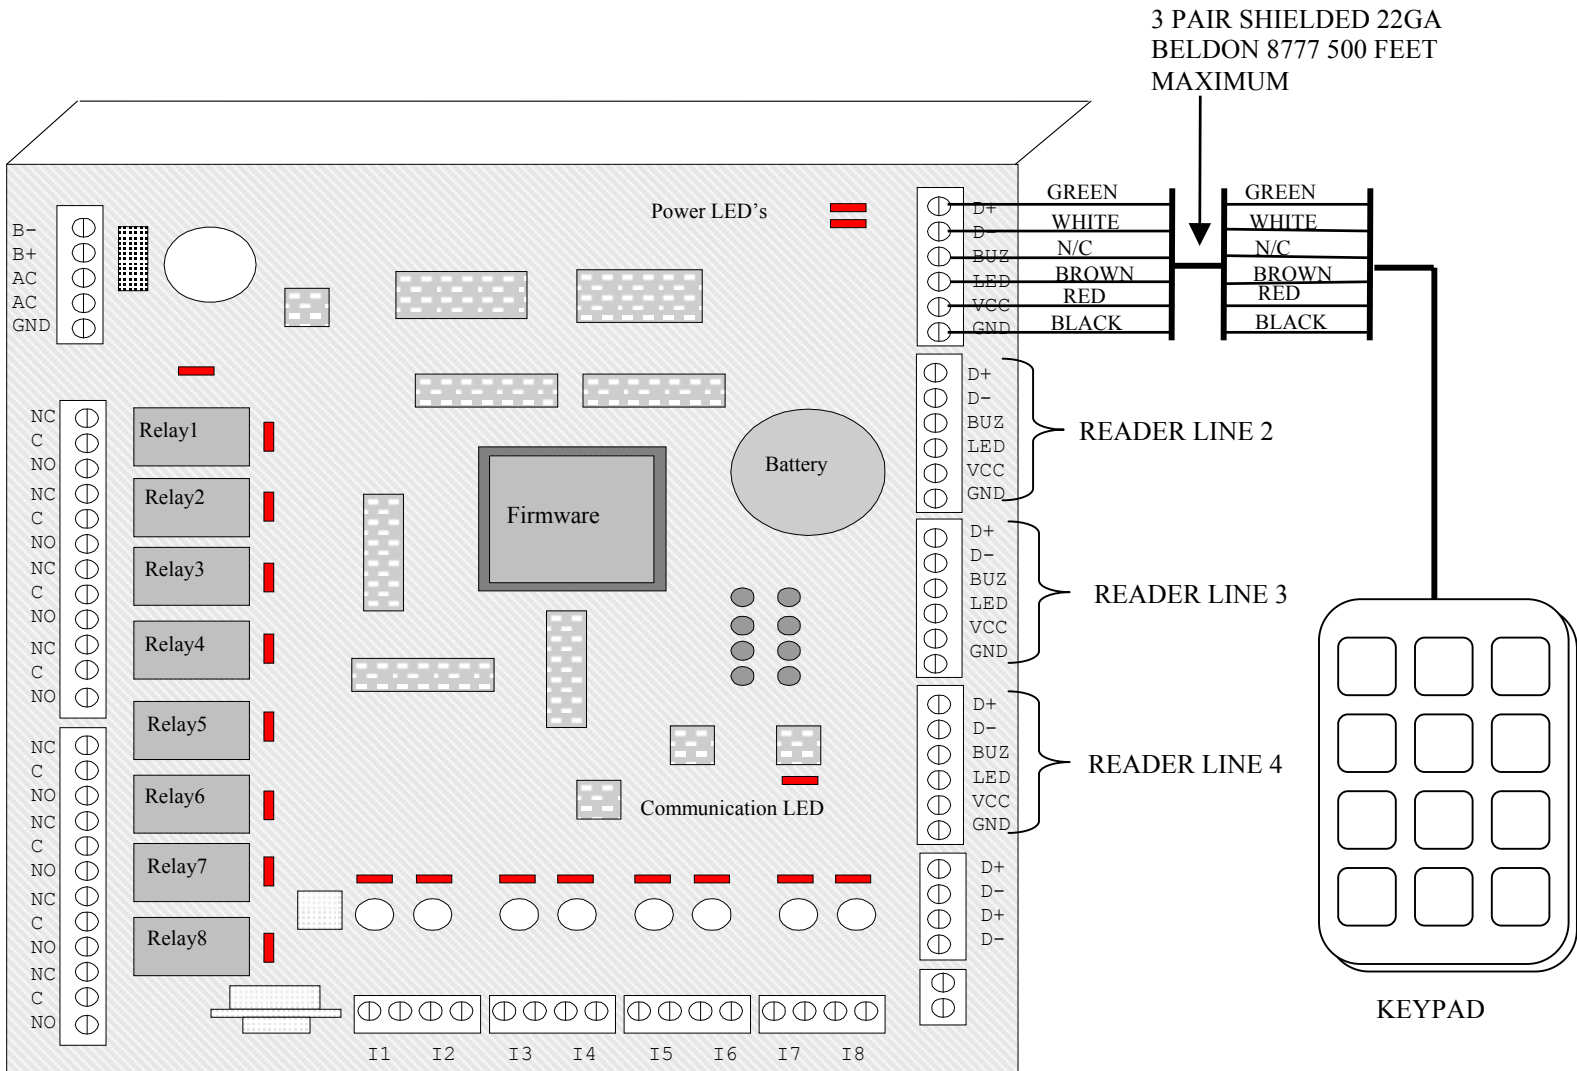 3 PAIR SHIELDED 22GA
BELDON 8777 500 FEET
MAXIMUM
Power LED's
B-
B+
AC
AC
GND
D+
D-
BUZ
LED
VCC
GND
GREEN
WHITE
N/C
BROWN
RED
BLACK
GREEN
WHITE
N/C
BROWN
RED
BLACK
NC
C
NO
NC
C
NO
NC
C
NO
NC
C
NO
Relay1
Relay2
Relay3
Relay4
Firmware
Battery
D+
D-
BUZ
LED
VCC
GND
READER LINE 2
D+
D-
BUZ
LED
VCC
GND
READER LINE 3
NC
C
NO
NC
C
NO
NC
C
NO
NC
C
NO
Relay5
Relay6
Relay7
Relay8
Communication LED
D+
D-
BUZ
LED
VCC
GND
READER LINE 4
D+
D-
D+
D-
I1 I2 I3 I4 I5 I6 I7 I8
KEYPAD